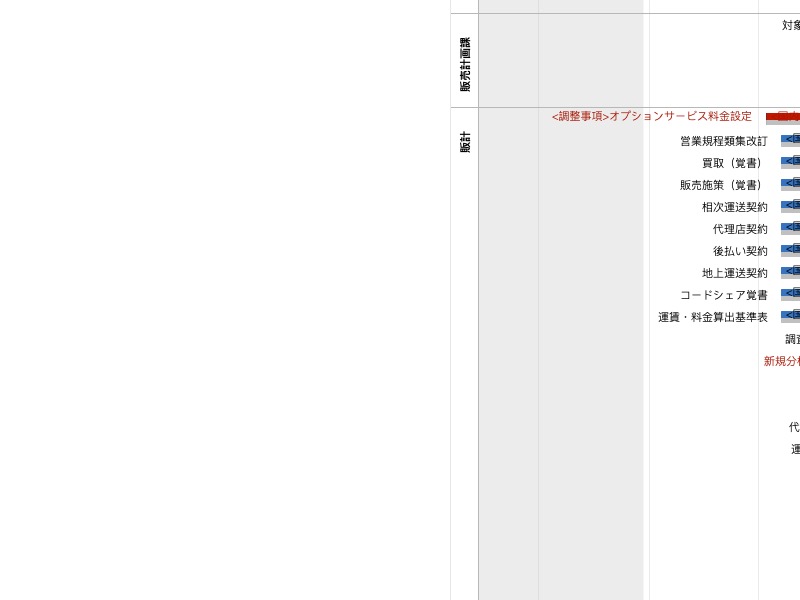 販売計画課
対象
販計
<調整事項>オプションサービス料金設定
営業規程類集改訂
買取（覚書）
販売施策（覚書）
相次運送契約
代理店契約
後払い契約
地上運送契約
コードシェア覚書
運賃・料金算出基準表
調査
新規分析
代
運